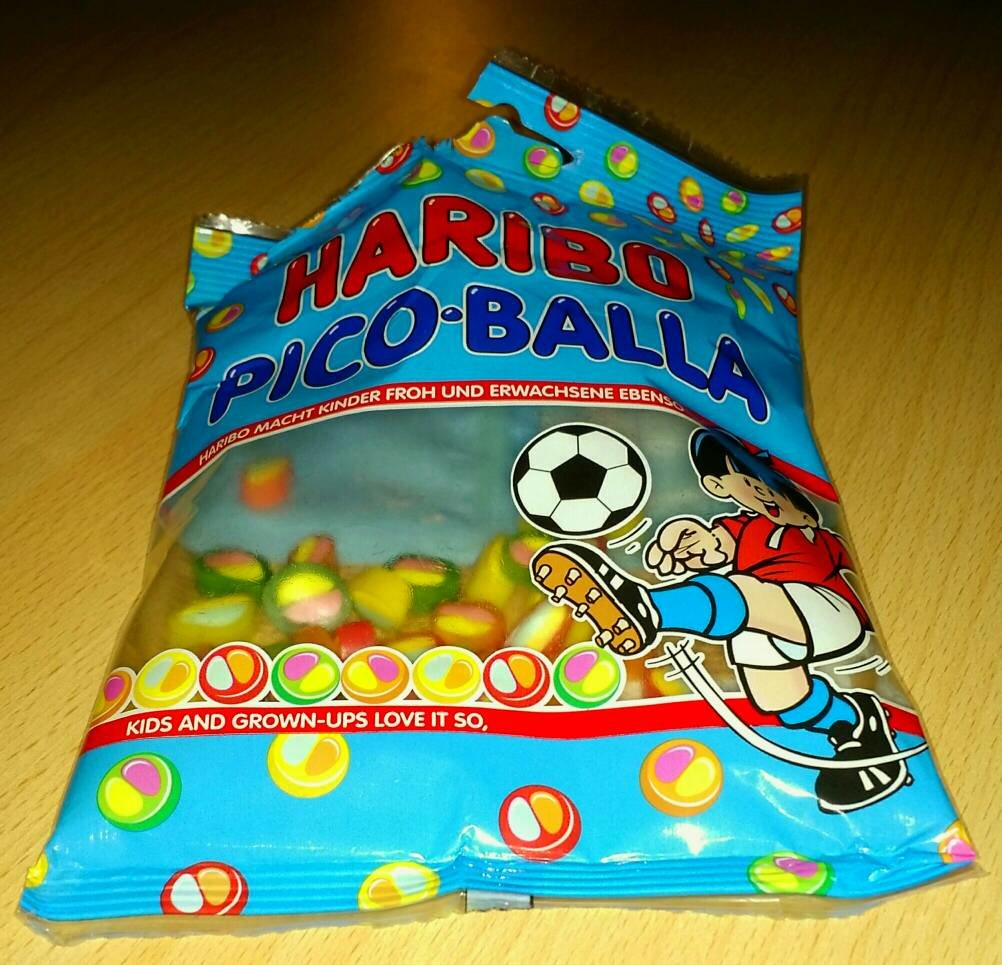 HARIBO
PICO·BALLA
HARIBO MACHT KINDER FROH UND ERWACHSENE EBENSO
KIDS AND GROWN-UPS LOVE IT SO,